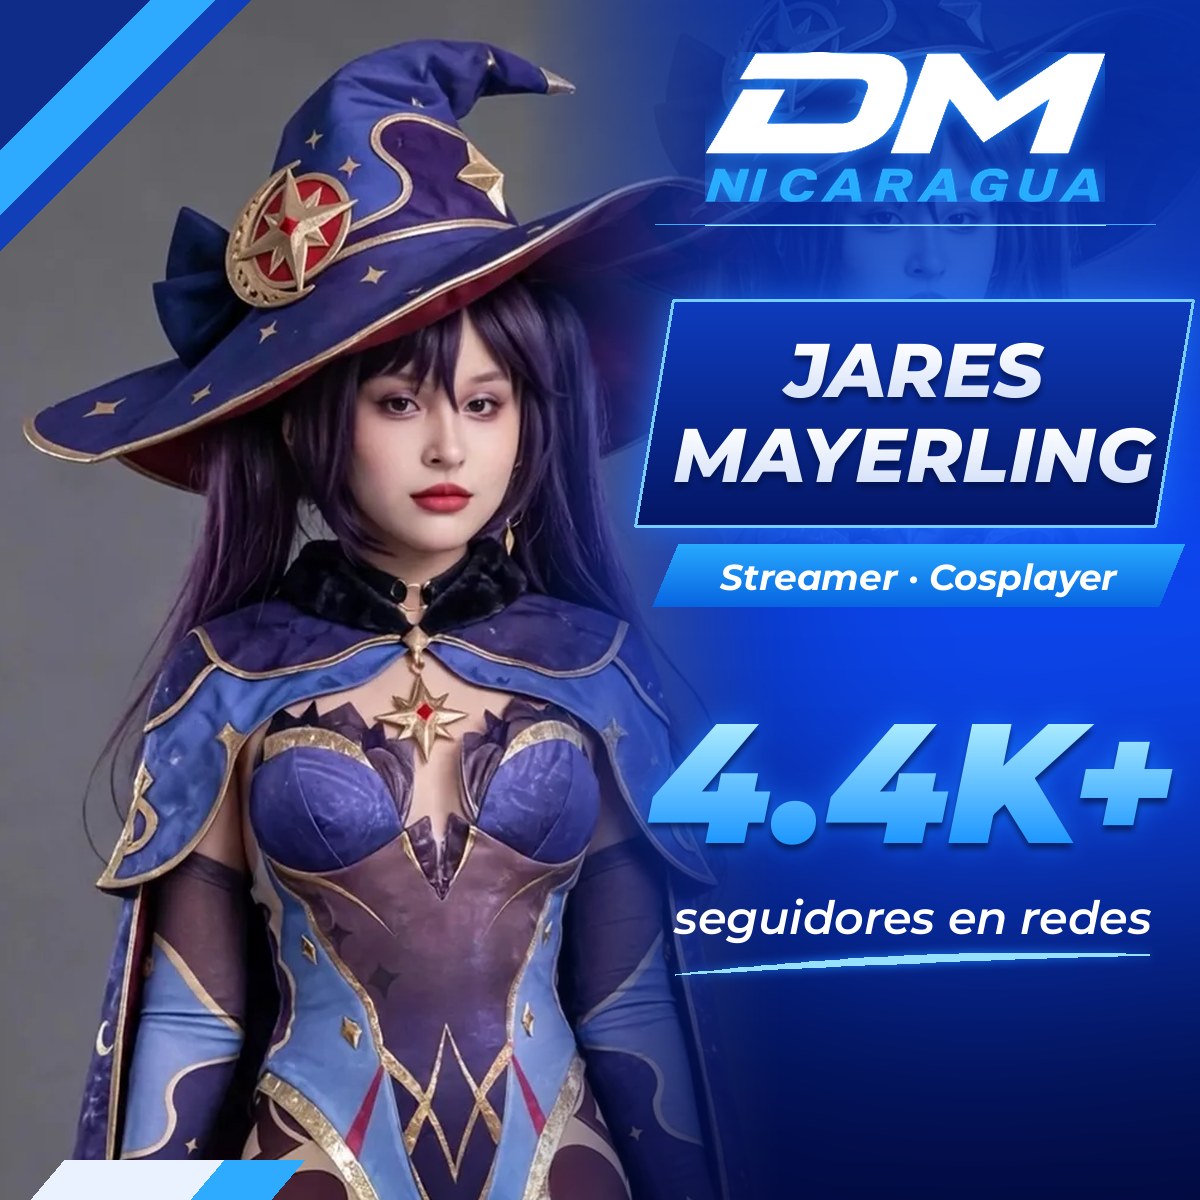 DM
NICARAGUA
JARES
MAYERLING
Streamer · Cosplayer
4.4K+
seguidores en redes